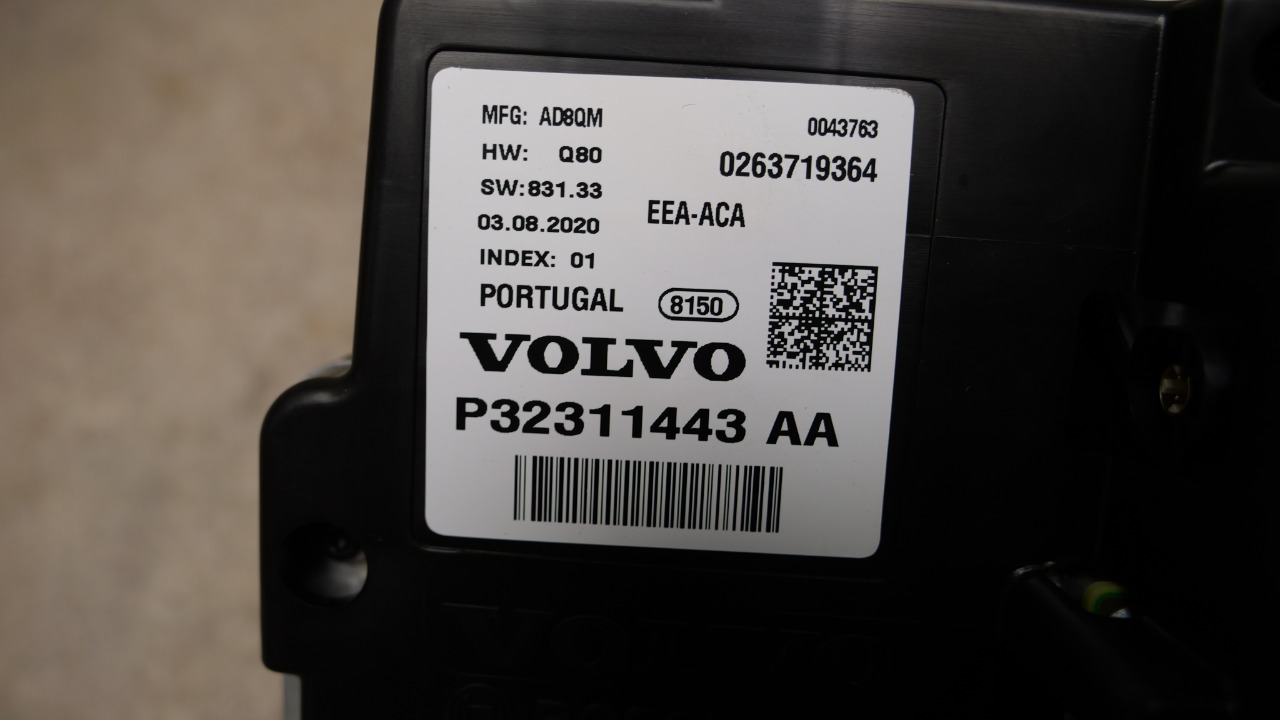 MFG: AD8QM
0043763
HW: Q80
0263719364
SW:831.33
EEA-ACA
03.08.2020
INDEX: 01
PORTUGAL
8150
VOLVO
P32311443 AA